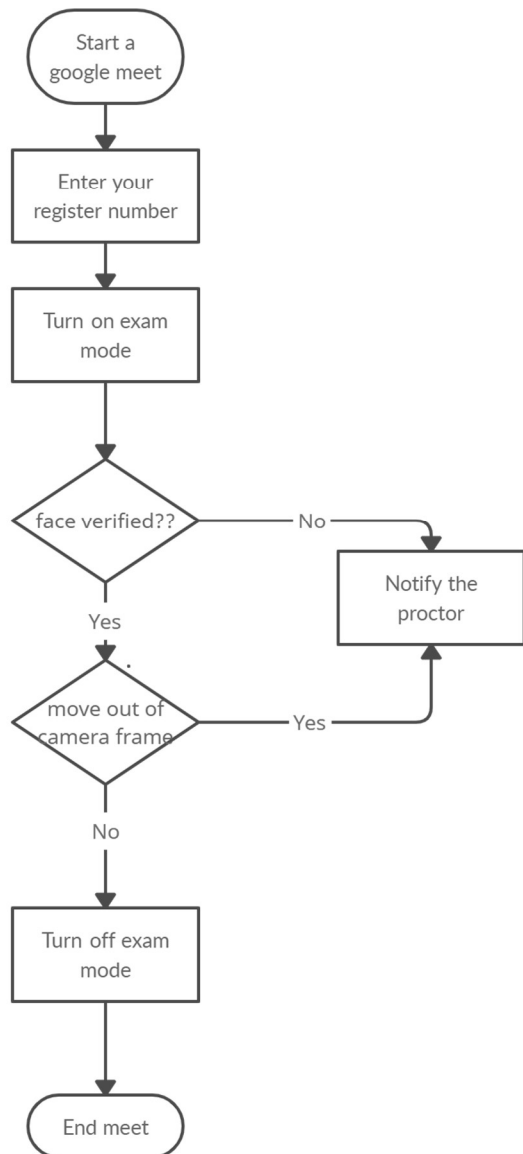 Start a
google meet
Enter your
register number
Turn on exam
mode
face verified??
No
Notify the
proctor
Yes
move out of
camera frame
Yes
No
Turn off exam
mode
End meet